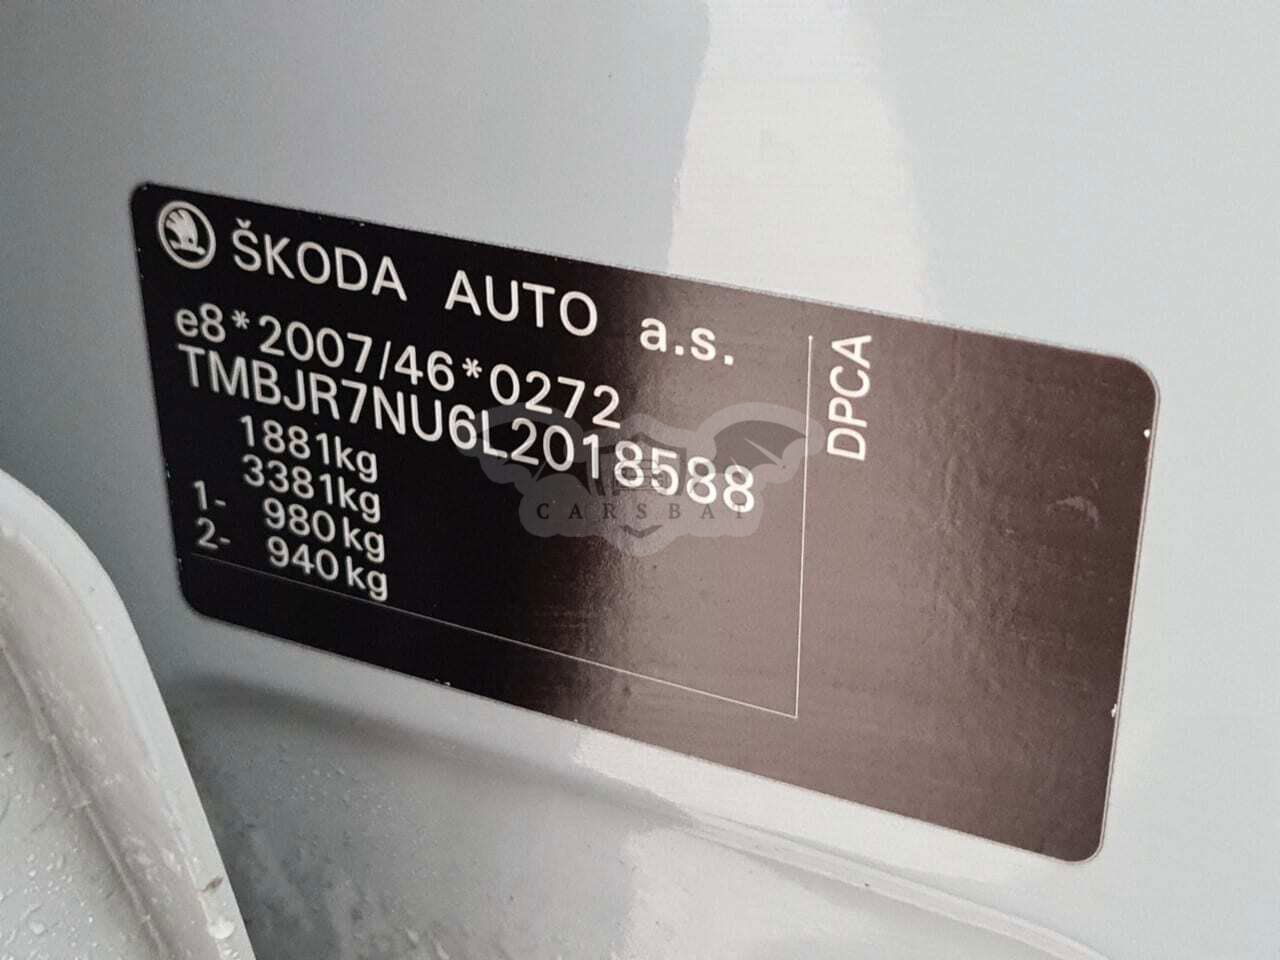 ŠKODA AUTO a.s.
e8*2007/46*0272
TMBJR7NU6L2018588
1881kg
3381kg
1- 980kg
2- 940kg
DPCA
CARSBAT